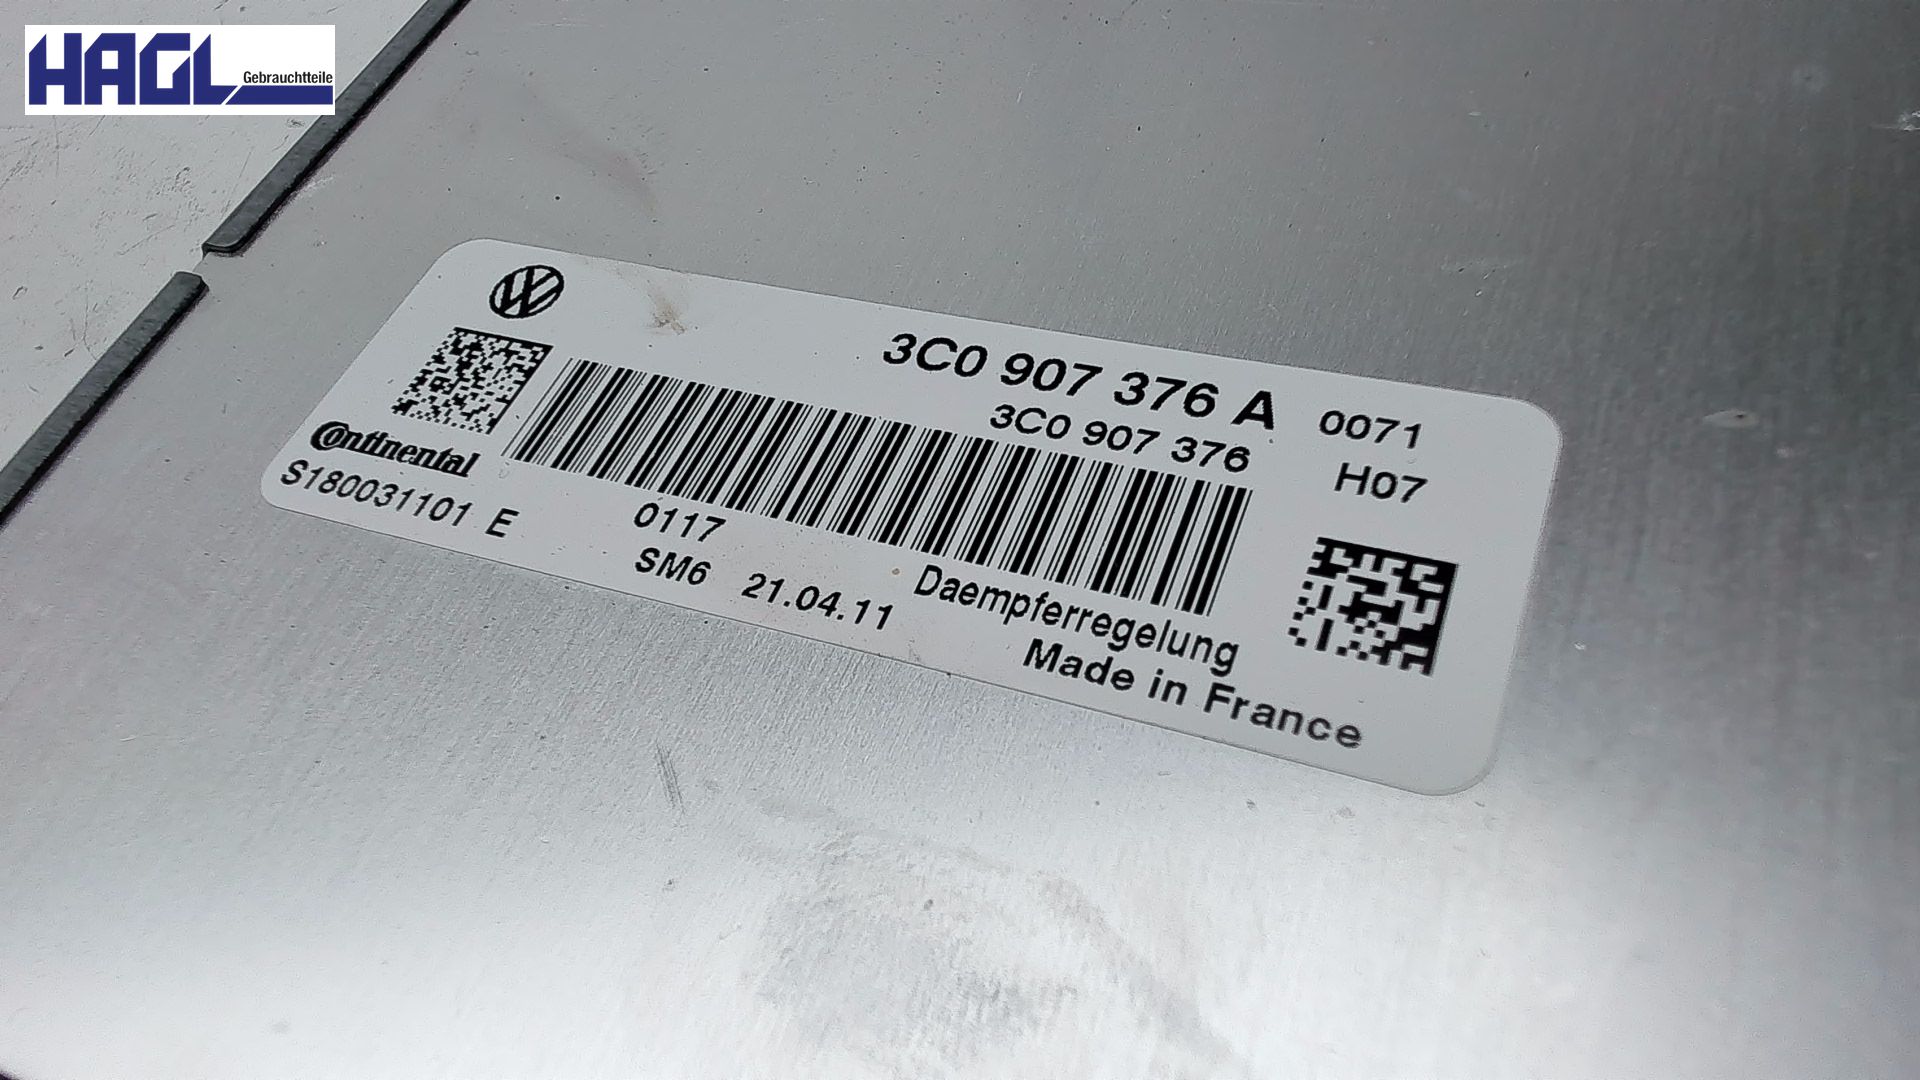 HAGL
Gebrauchtteile
3C0 907 376 A 0071
3C0 907 376 H07
Continental
S180031101 E
0117
SM6 21.04.11
Daempferregelung
Made in France